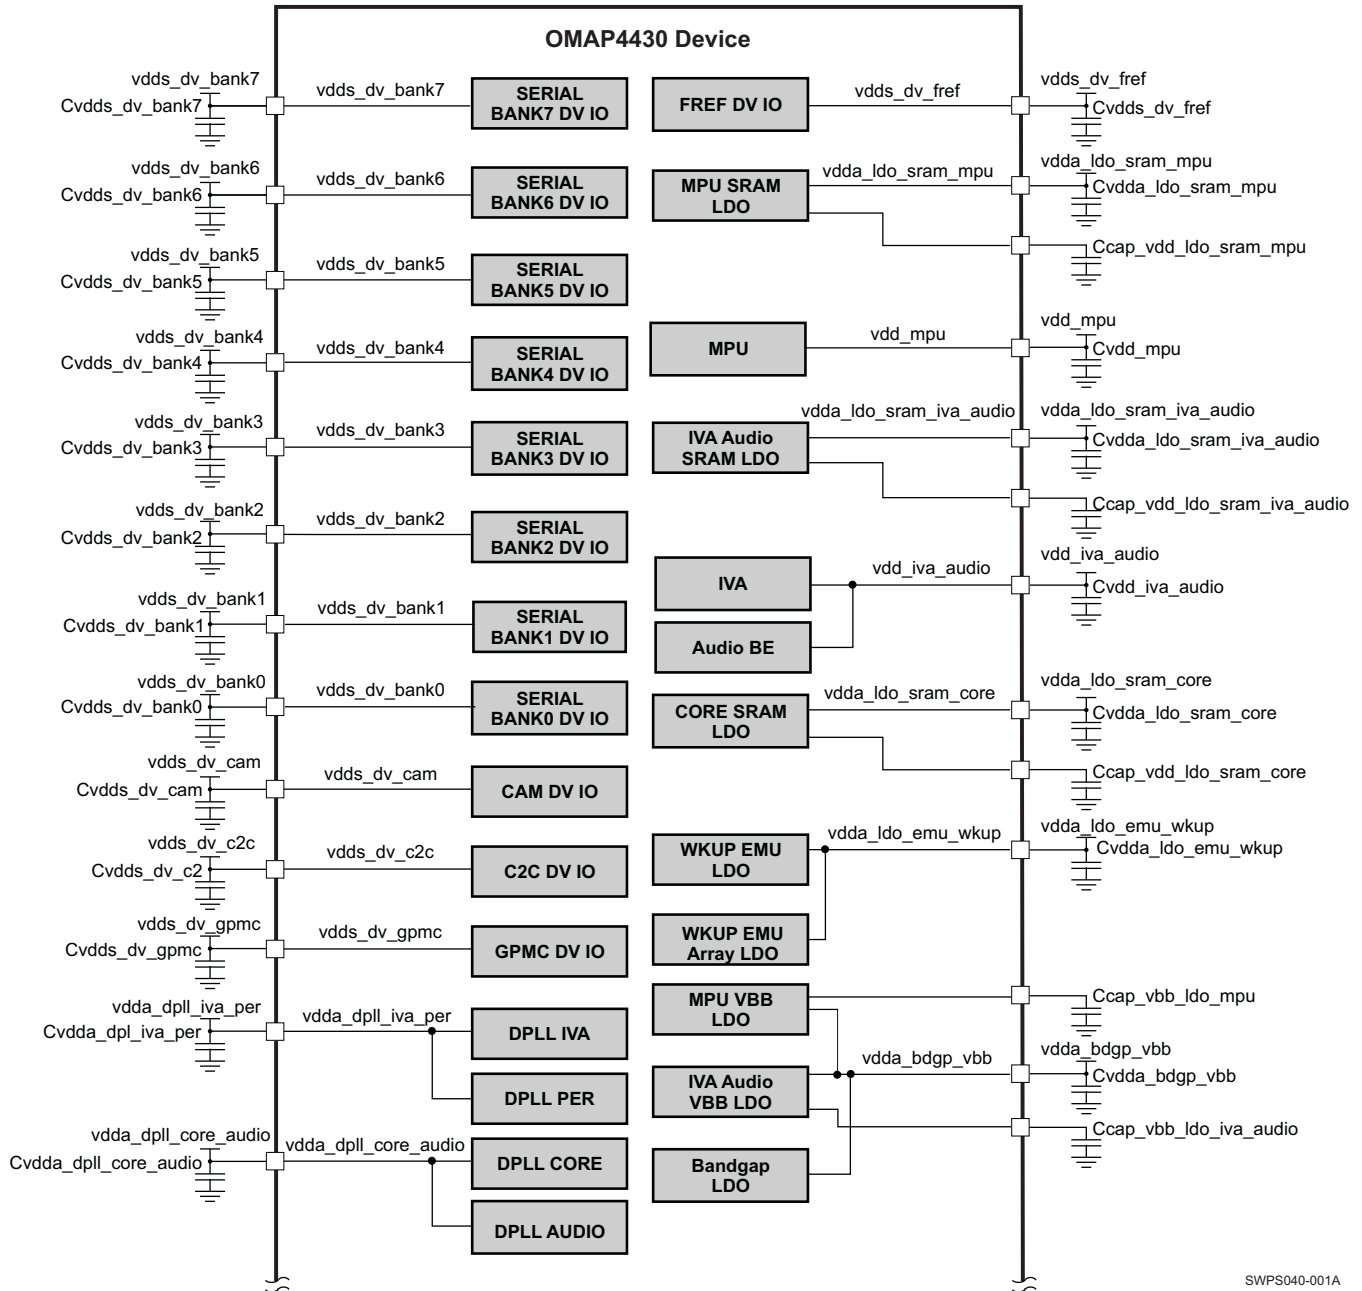 OMAP4430 Device
vdds_dv_bank7
Cvdds_dv_bank7
vdds_dv_bank7
SERIAL
BANK7 DV IO
FREF DV IO
vdds_dv_fref
vdds_dv_fref
Cvdds_dv_fref
vdds_dv_bank6
Cvdds_dv_bank6
vdds_dv_bank6
SERIAL
BANK6 DV IO
MPU SRAM
LDO
vdda_ldo_sram_mpu
vdda_ldo_sram_mpu
Cvdda_ldo_sram_mpu
Ccap_vdd_ldo_sram_mpu
vdds_dv_bank5
Cvdds_dv_bank5
vdds_dv_bank5
SERIAL
BANK5 DV IO
vdds_dv_bank4
Cvdds_dv_bank4
vdds_dv_bank4
SERIAL
BANK4 DV IO
MPU
vdd_mpu
vdd_mpu
Cvdd_mpu
vdds_dv_bank3
Cvdds_dv_bank3
vdds_dv_bank3
SERIAL
BANK3 DV IO
IVA Audio
SRAM LDO
vdda_ldo_sram_iva_audio
vdda_ldo_sram_iva_audio
Cvdda_ldo_sram_iva_audio
Ccap_vdd_ldo_sram_iva_audio
vdds_dv_bank2
Cvdds_dv_bank2
vdds_dv_bank2
SERIAL
BANK2 DV IO
IVA
vdd_iva_audio
vdd_iva_audio
Cvdd_iva_audio
vdds_dv_bank1
Cvdds_dv_bank1
vdds_dv_bank1
SERIAL
BANK1 DV IO
Audio BE
vdds_dv_bank0
Cvdds_dv_bank0
vdds_dv_bank0
SERIAL
BANK0 DV IO
CORE SRAM
LDO
vdda_ldo_sram_core
vdda_ldo_sram_core
Cvdda_ldo_sram_core
Ccap_vdd_ldo_sram_core
vdds_dv_cam
Cvdds_dv_cam
vdds_dv_cam
CAM DV IO
vdds_dv_c2c
Cvdds_dv_c2
vdds_dv_c2c
C2C DV IO
WKUP EMU
LDO
vdda_ldo_emu_wkup
vdda_ldo_emu_wkup
Cvdda_ldo_emu_wkup
vdds_dv_gpmc
Cvdds_dv_gpmc
vdds_dv_gpmc
GPMC DV IO
WKUP EMU
Array LDO
vdda_dpll_iva_per
Cvdda_dpl_iva_per
vdda_dpll_iva_per
DPLL IVA
MPU VBB
LDO
Ccap_vbb_ldo_mpu
DPLL PER
IVA Audio
VBB LDO
vdda_bdgp_vbb
vdda_bdgp_vbb
Cvdda_bdgp_vbb
Ccap_vbb_ldo_iva_audio
vdda_dpll_core_audio
Cvdda_dpll_core_audio
vdda_dpll_core_audio
DPLL CORE
Bandgap
LDO
DPLL AUDIO
SWPS040-001A